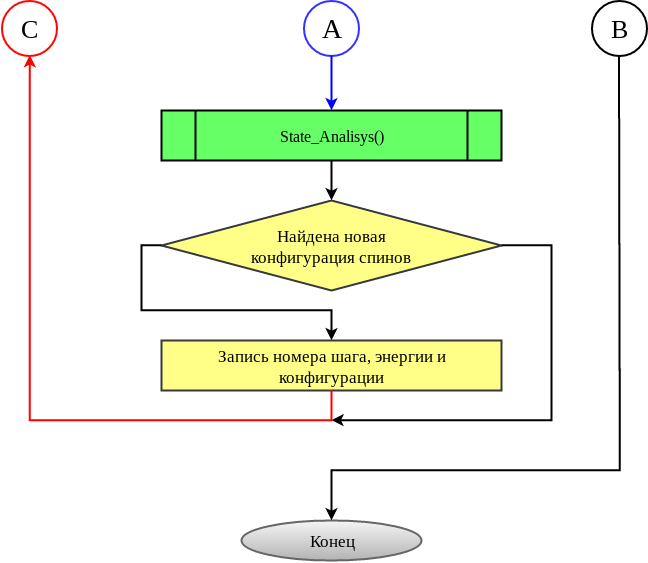 C
A
B
State_Analisys()
Найдена новая
конфигурация спинов
Запись номера шага, энергии и
конфигурации
Конец